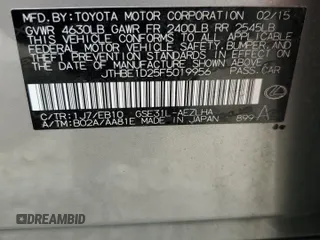 MFD. BY TOYOTA MOTOR CORPORATION 02/15
GVWR 4630LB GAWR FR 2400LB RR 2545LB
THIS VEHICLE CONFORMS TO ALL APPLICABLE
FEDERAL MOTOR VEHICLE SAFETY, BUMPER, AND
THEFT PREVENTION STANDARDS IN EFFECT ON THE
DATE OF MANUFACTURE SHOWN ABOVE.
JTHBE1D25F5019956 PASS.CAR
C/TR:1J7/EB10 GSE31L-AEZLHA
A/TM:B02A/AA81E MADE IN JAPAN 899 A
DREAMBID